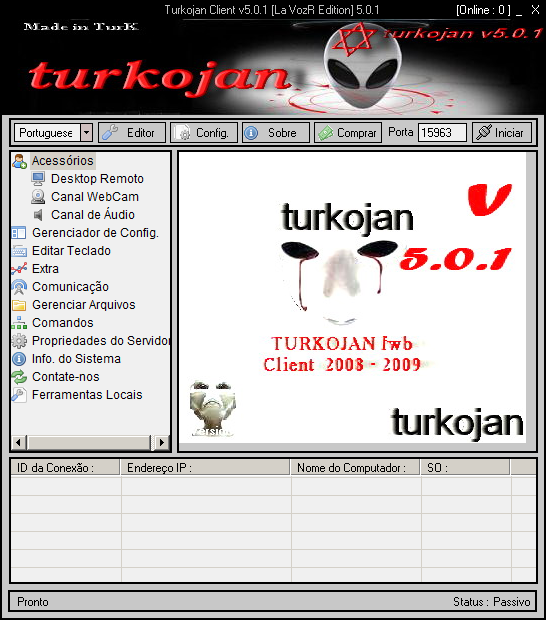 Turkojan Client v5.0.1 [La VozR Edition] 5.0.1 [Online : 0 ] _ X
Made in TurK
turkojan v5.0.1
turkojan
Portuguese Editor Config. Sobre Comprar Porta 15963 Iniciar
Acessórios
Desktop Remoto
Canal WebCam
Canal de Áudio
Gerenciador de Config.
Editar Teclado
Extra
Comunicação
Gerenciar Arquivos
Comandos
Propriedades do Servidor
Info. do Sistema
Contate-nos
Ferramentas Locais
V
turkojan
5.0.1
TURKOJAN fwb
Client 2008 - 2009
turkojan
ID da Conexão : Endereço IP : Nome do Computador : SO :
Pronto Status : Passivo